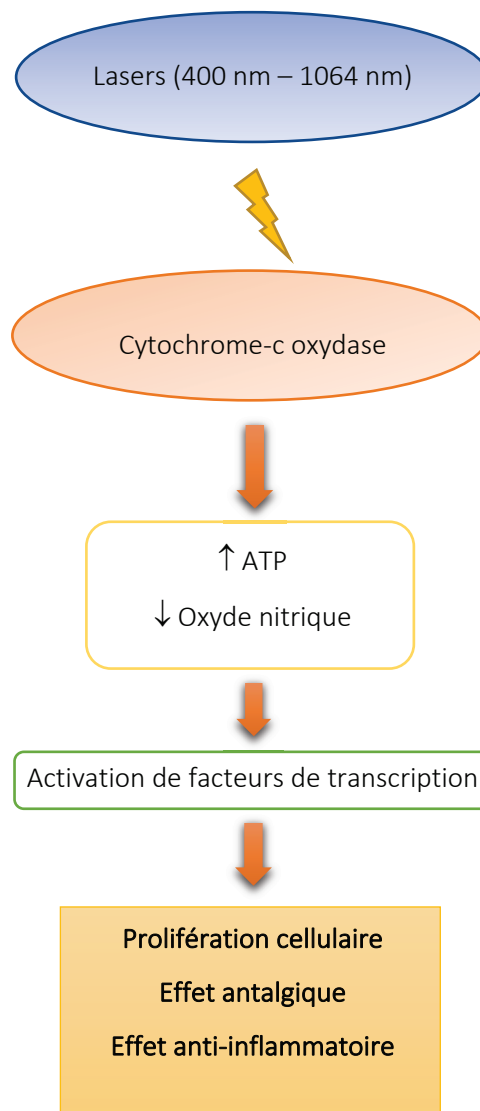 Lasers (400 nm – 1064 nm)
Cytochrome-c oxydase
↑ ATP
↓ Oxyde nitrique
Activation de facteurs de transcription
Prolifération cellulaire
Effet antalgique
Effet anti-inflammatoire